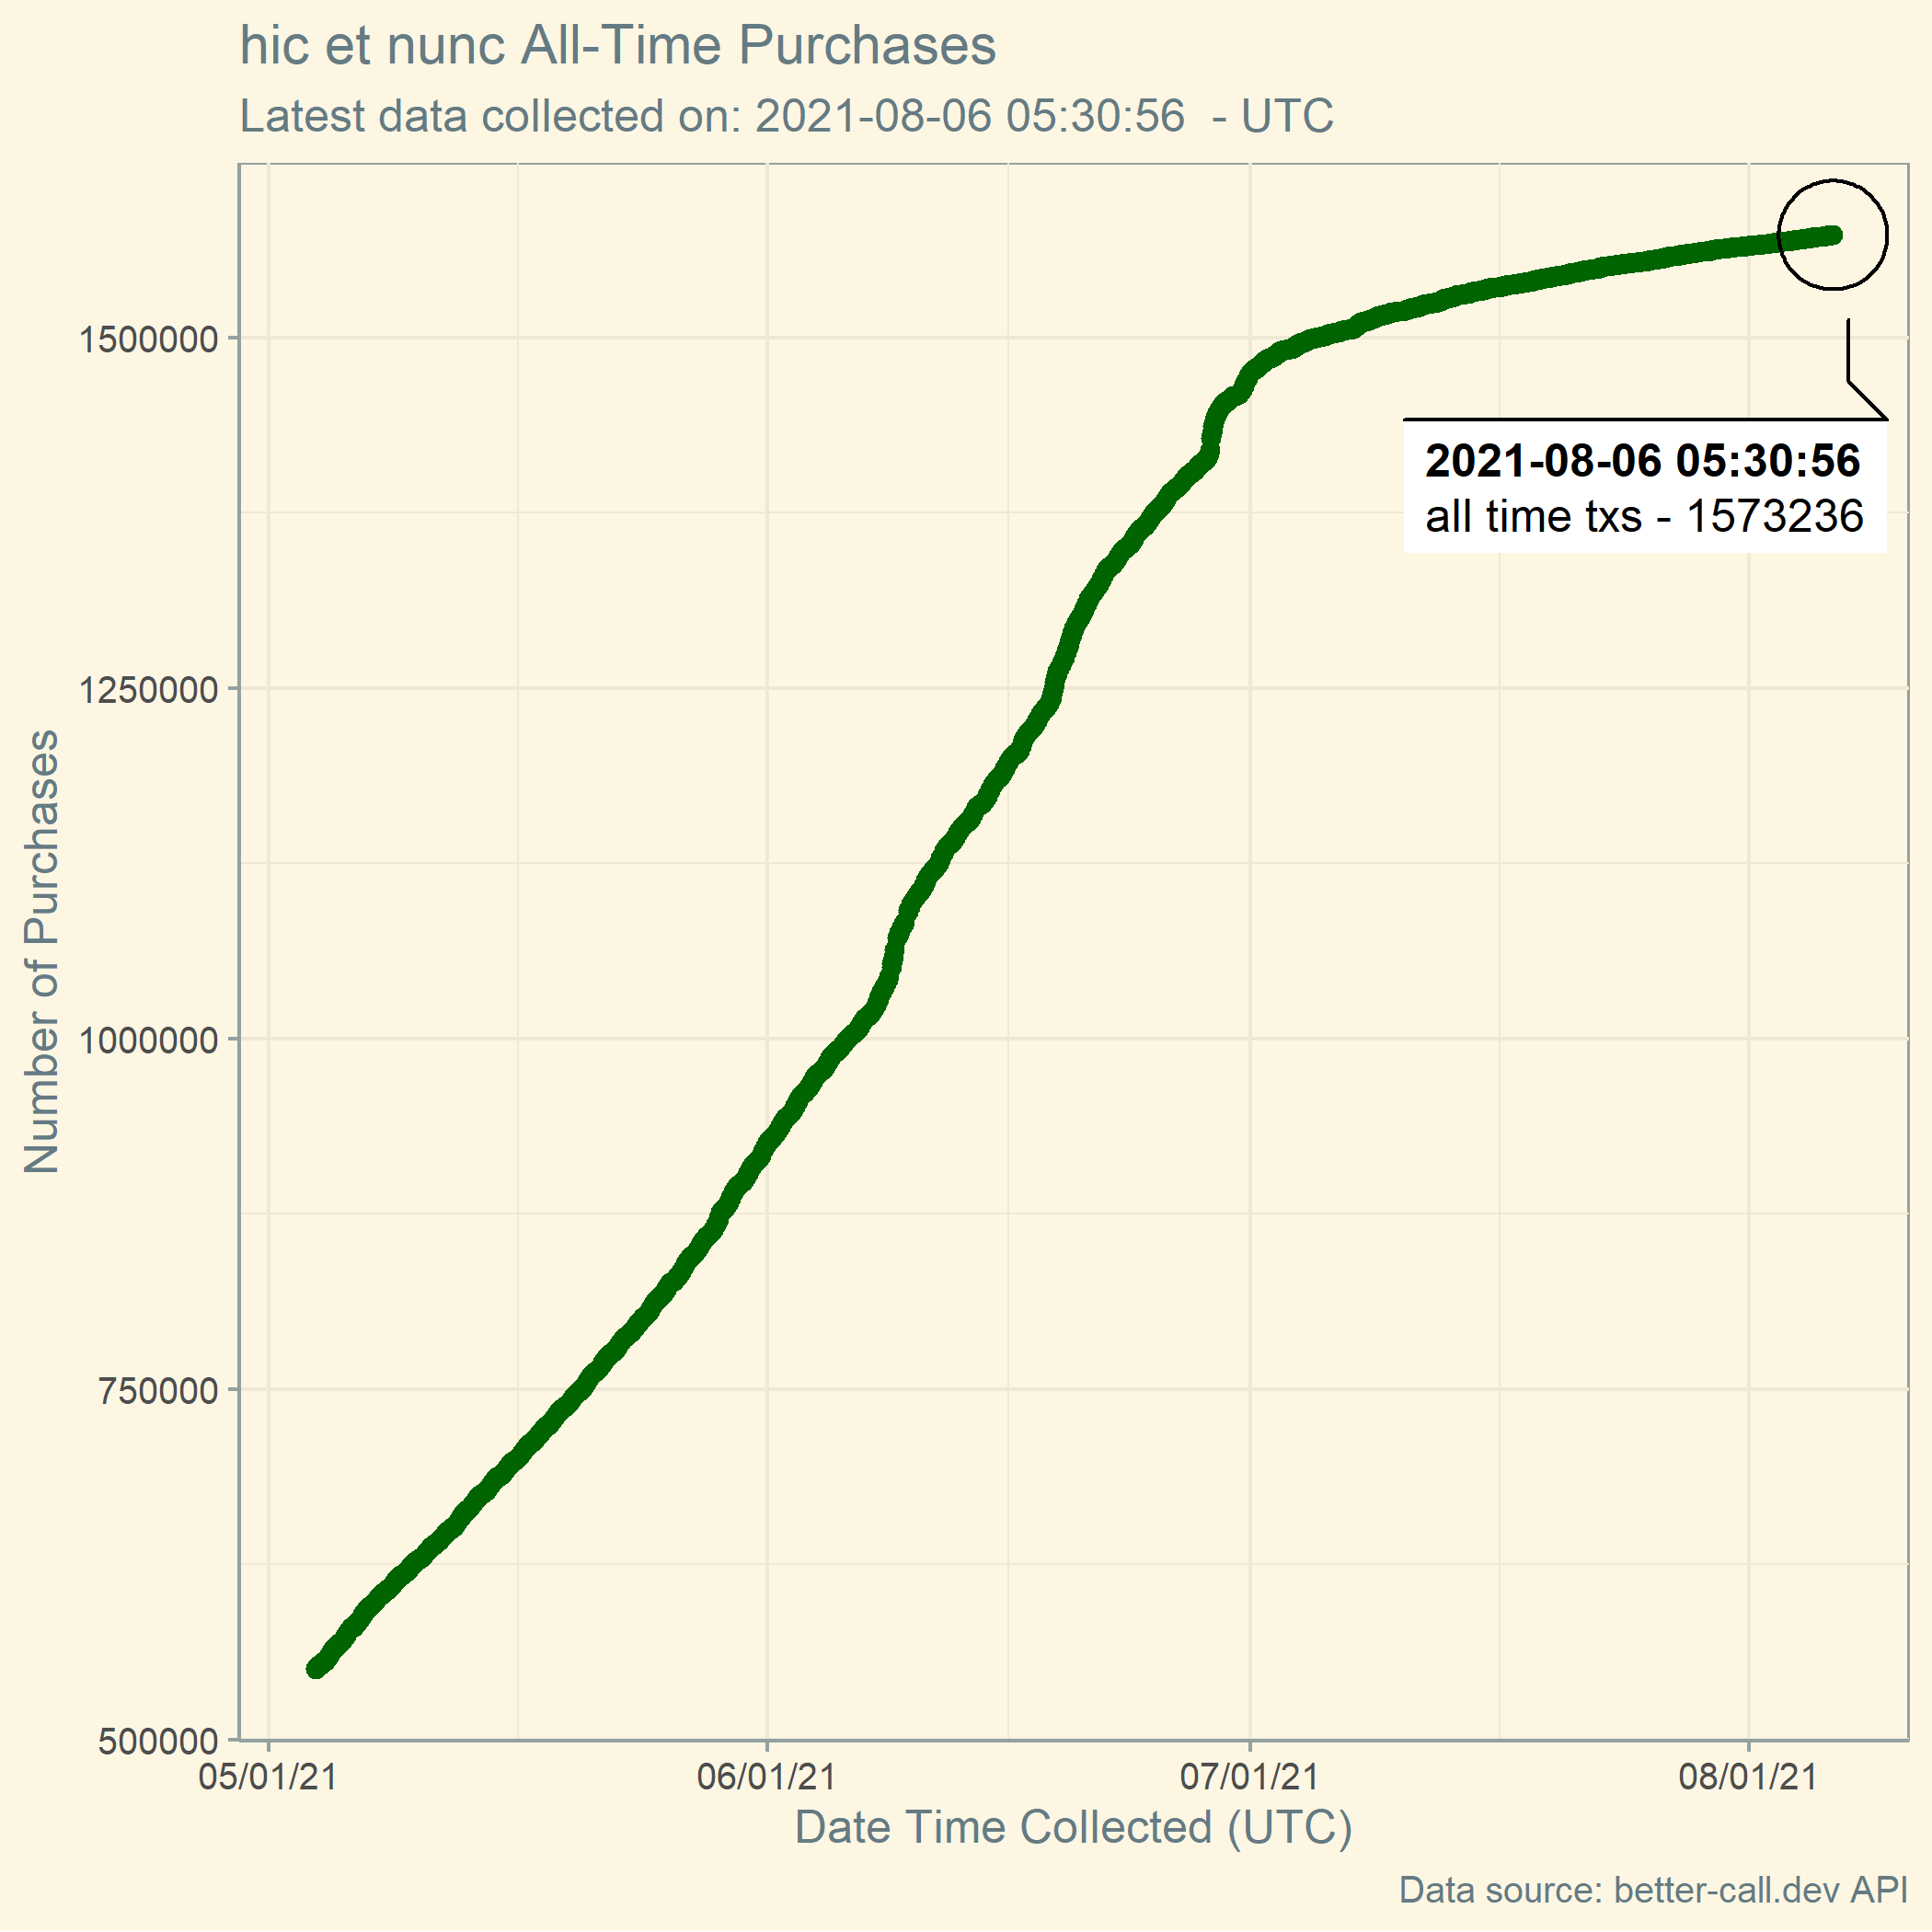 hic et nunc All-Time Purchases
Latest data collected on: 2021-08-06 05:30:56  - UTC
Number of Purchases
1500000
1250000
1000000
750000
500000
2021-08-06 05:30:56
all time txs - 1573236
05/01/21
06/01/21
07/01/21
08/01/21
Date Time Collected (UTC)
Data source: better-call.dev API